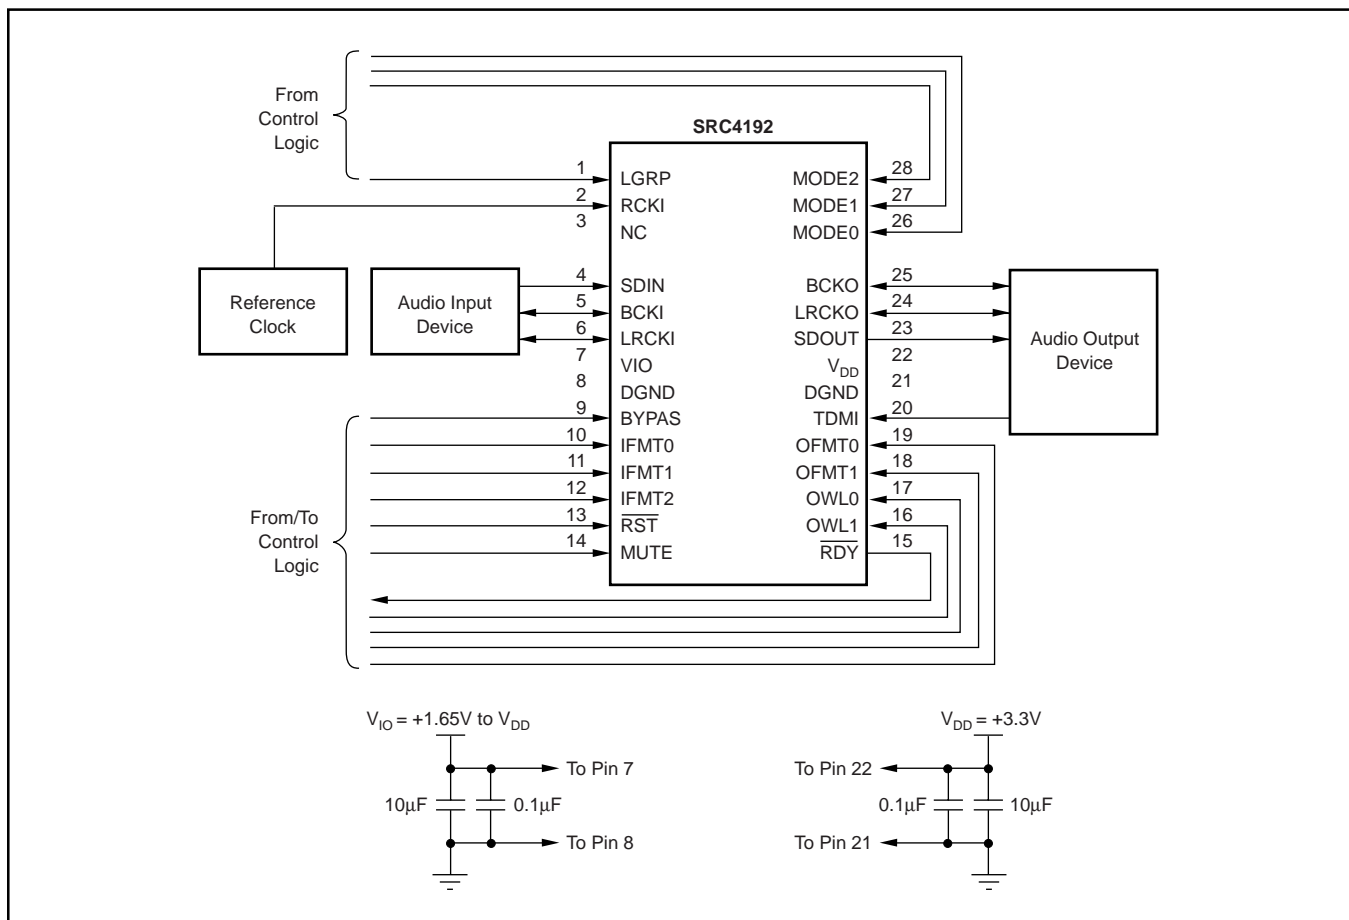 From
Control
Logic
SRC4192
1 LGRP MODE2 28
2 RCKI MODE1 27
3 NC MODE0 26
Reference
Clock
Audio Input
Device
4 SDIN BCKO 25
5 BCKI LRCKO 24
6 LRCKI SDOUT 23
7 VIO VDD 22
8 DGND DGND 21
9 BYPAS TDMI 20
10 IFMT0 OFMT0 19
11 IFMT1 OFMT1 18
12 IFMT2 OWL0 17
13 RST OWL1 16
14 MUTE RDY 15
Audio Output
Device
From/To
Control
Logic
VIO = +1.65V to VDD
To Pin 7
10µF 0.1µF
To Pin 8
VDD = +3.3V
To Pin 22
0.1µF 10µF
To Pin 21